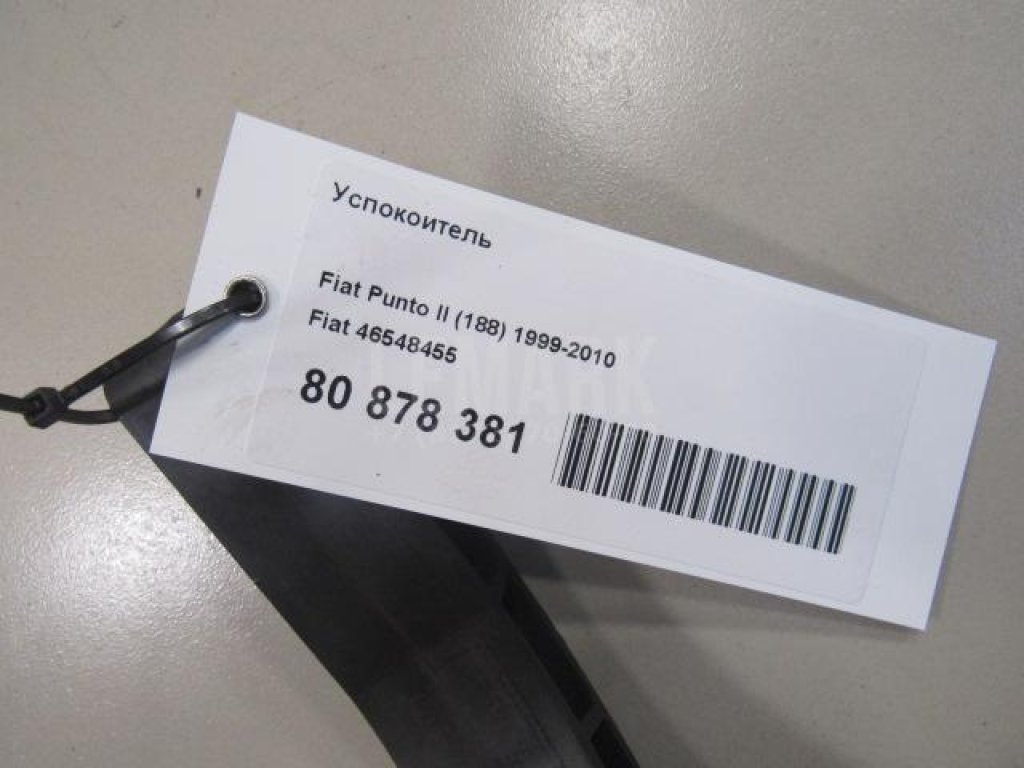 Успокоитель
Fiat Punto II (188) 1999-2010
Fiat 46548455
80 878 381